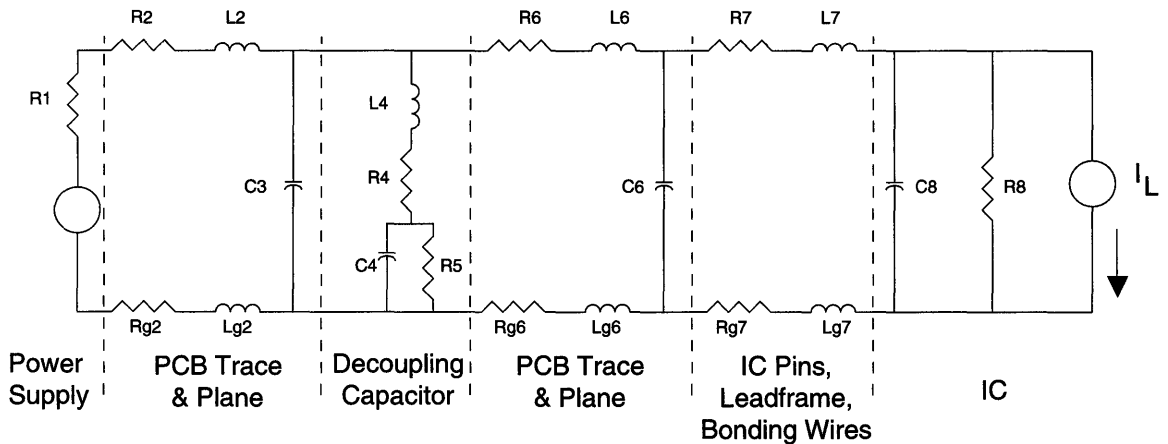 R2 L2 R6 L6 R7 L7
R1
L4
R4
C3
C6
C8
R8
I_L
C4
R5
Rg2 Lg2 Rg6 Lg6 Rg7 Lg7
Power
Supply
PCB Trace
& Plane
Decoupling
Capacitor
PCB Trace
& Plane
IC Pins,
Leadframe,
Bonding Wires
IC